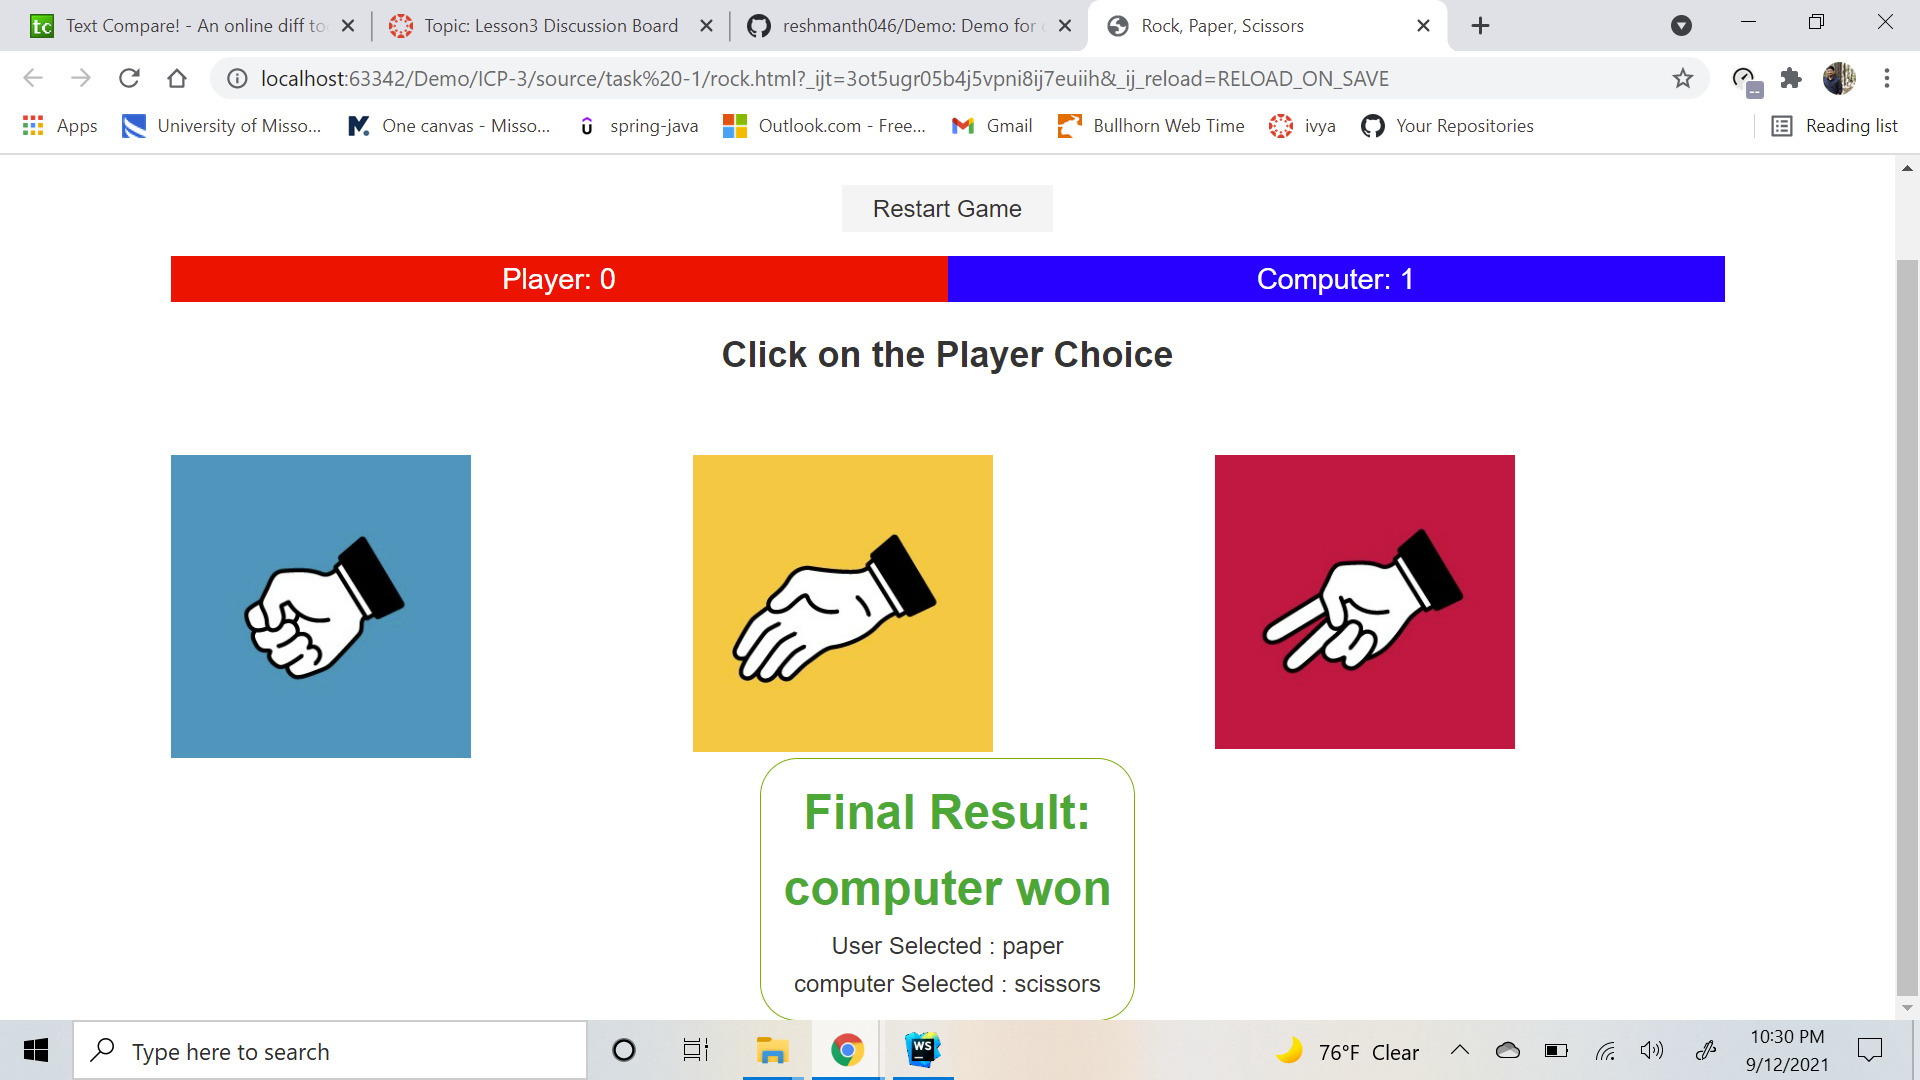 tc Text Compare! - An online diff to
Topic: Lesson3 Discussion Board
reshmanth046/Demo: Demo for
Rock, Paper, Scissors
localhost:63342/Demo/ICP-3/source/task%20-1/rock.html?_ijt=3ot5ugr05b4j5vpni8ij7euiih&_ij_reload=RELOAD_ON_SAVE
Apps University of Misso... One canvas - Misso... spring-java Outlook.com - Free... Gmail Bullhorn Web Time ivya Your Repositories Reading list
Restart Game
Player: 0 Computer: 1
Click on the Player Choice
Final Result:
computer won
User Selected : paper
computer Selected : scissors
Type here to search
WS
76°F Clear
10:30 PM
9/12/2021